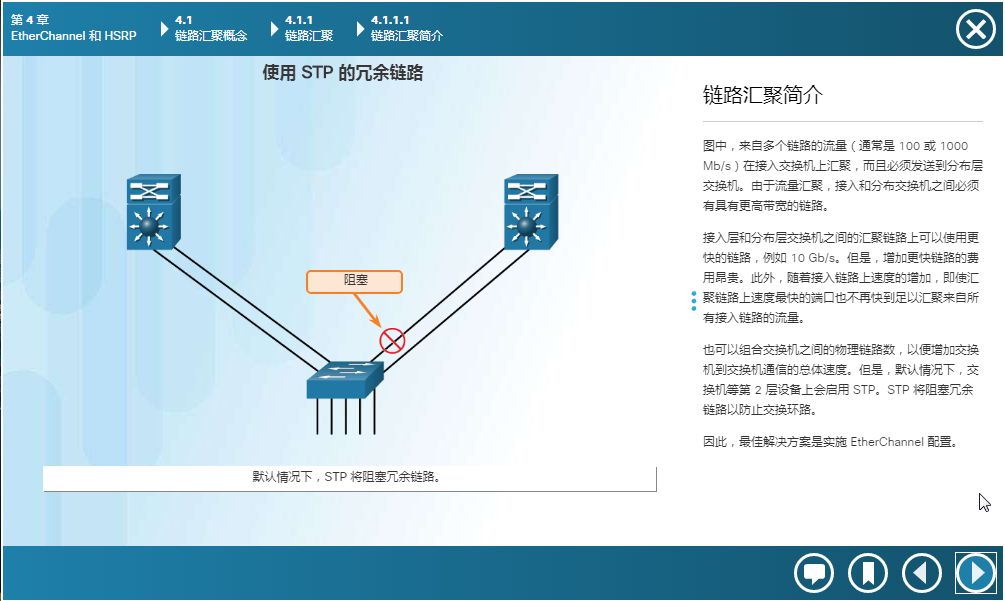 第 4 章
EtherChannel 和 HSRP
4.1
链路汇聚概念
4.1.1
链路汇聚
4.1.1.1
链路汇聚简介
使用 STP 的冗余链路
阻塞
默认情况下，STP 将阻塞冗余链路。
链路汇聚简介
图中，来自多个链路的流量（通常是 100 或 1000
Mb/s）在接入交换机上汇聚，而且必须发送到分布层
交换机。由于流量汇聚，接入和分布交换机之间必须
有具有更高带宽的链路。
接入层和分布层交换机之间的汇聚链路上可以使用更
快的链路，例如 10 Gb/s。但是，增加更快链路的费
用昂贵。此外，随着接入链路上速度的增加，即使汇
聚链路上速度最快的端口也不再快到足以汇聚来自所
有接入链路的流量。
也可以组合交换机之间的物理链路数，以便增加交换
机到交换机通信的总体速度。但是，默认情况下，交
换机等第 2 层设备上会启用 STP。STP 将阻塞冗余
链路以防止交换环路。
因此，最佳解决方案是实施 EtherChannel 配置。